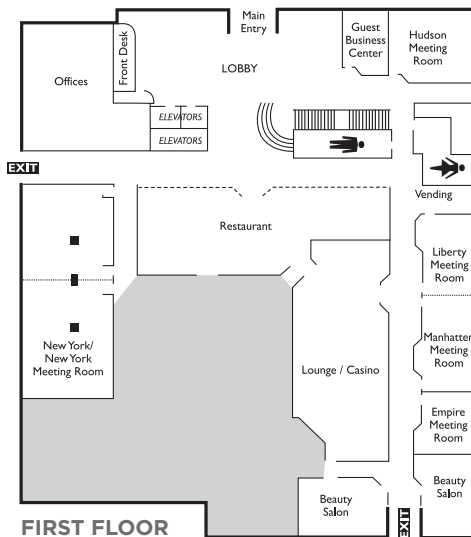 Main
Entry
Guest
Business
Center
Hudson
Meeting
Room
Front Desk
Offices
LOBBY
ELEVATORS
ELEVATORS
EXIT
Vending
Restaurant
Liberty
Meeting
Room
New York/
New York
Meeting Room
Manhatten
Meeting
Room
Lounge / Casino
Empire
Meeting
Room
Beauty
Salon
Beauty
Salon
EXIT
FIRST FLOOR